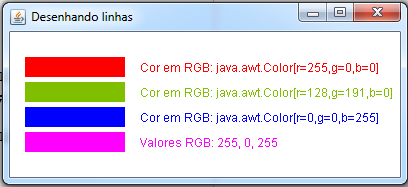 Desenhando linhas
Cor em RGB: java.awt.Color[r=255,g=0,b=0]
Cor em RGB: java.awt.Color[r=128,g=191,b=0]
Cor em RGB: java.awt.Color[r=0,g=0,b=255]
Valores RGB: 255, 0, 255